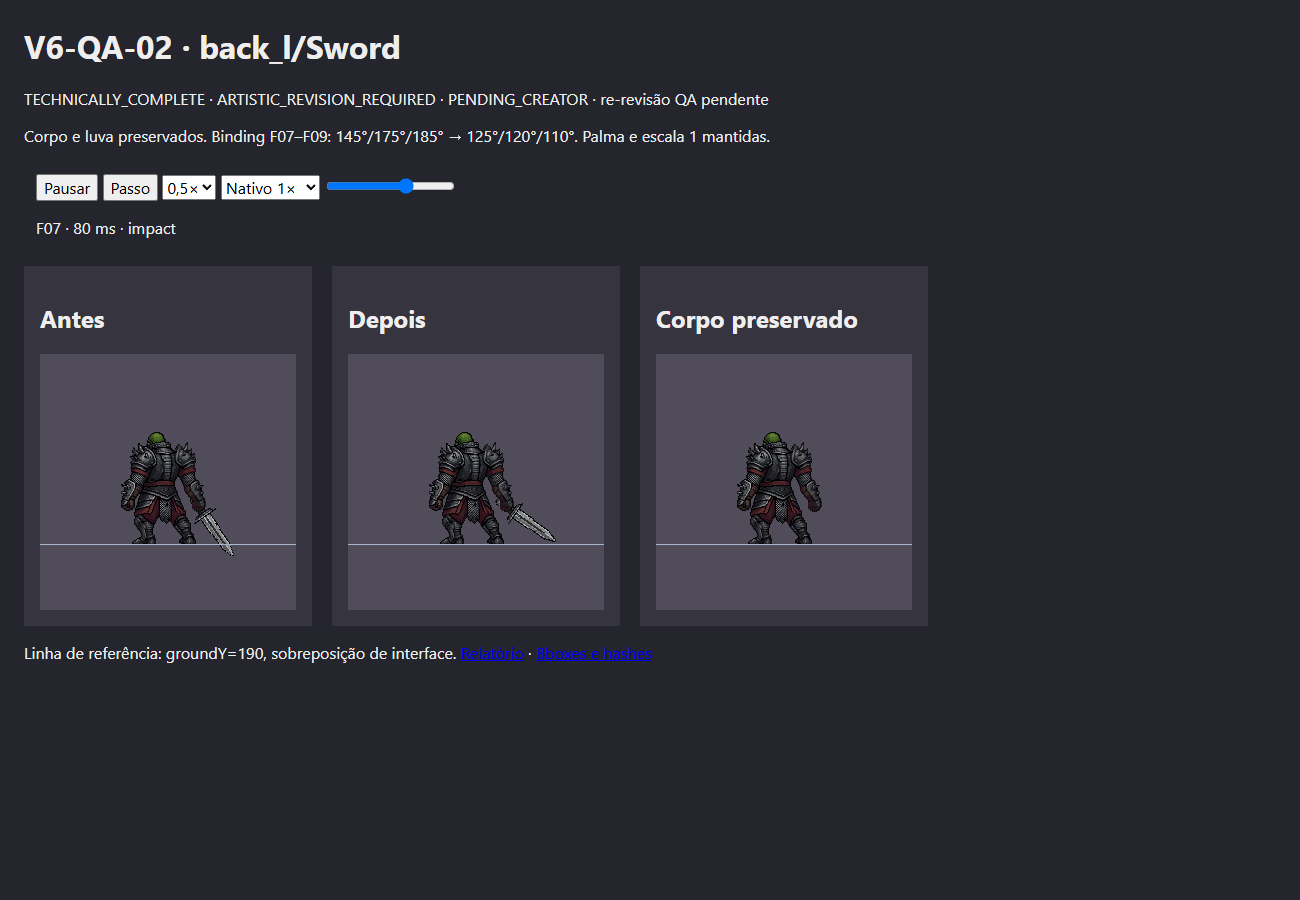 V6-QA-02 · back_l/Sword
TECHNICALLY_COMPLETE · ARTISTIC_REVISION_REQUIRED · PENDING_CREATOR · re-revisão QA pendente
Corpo e luva preservados. Binding F07–F09: 145°/175°/185° → 125°/120°/110°. Palma e escala 1 mantidas.
Pausar Passo 0,5× Nativo 1×
F07 · 80 ms · impact
Antes Depois Corpo preservado
Linha de referência: groundY=190, sobreposição de interface. Relatório · Bboxes e hashes